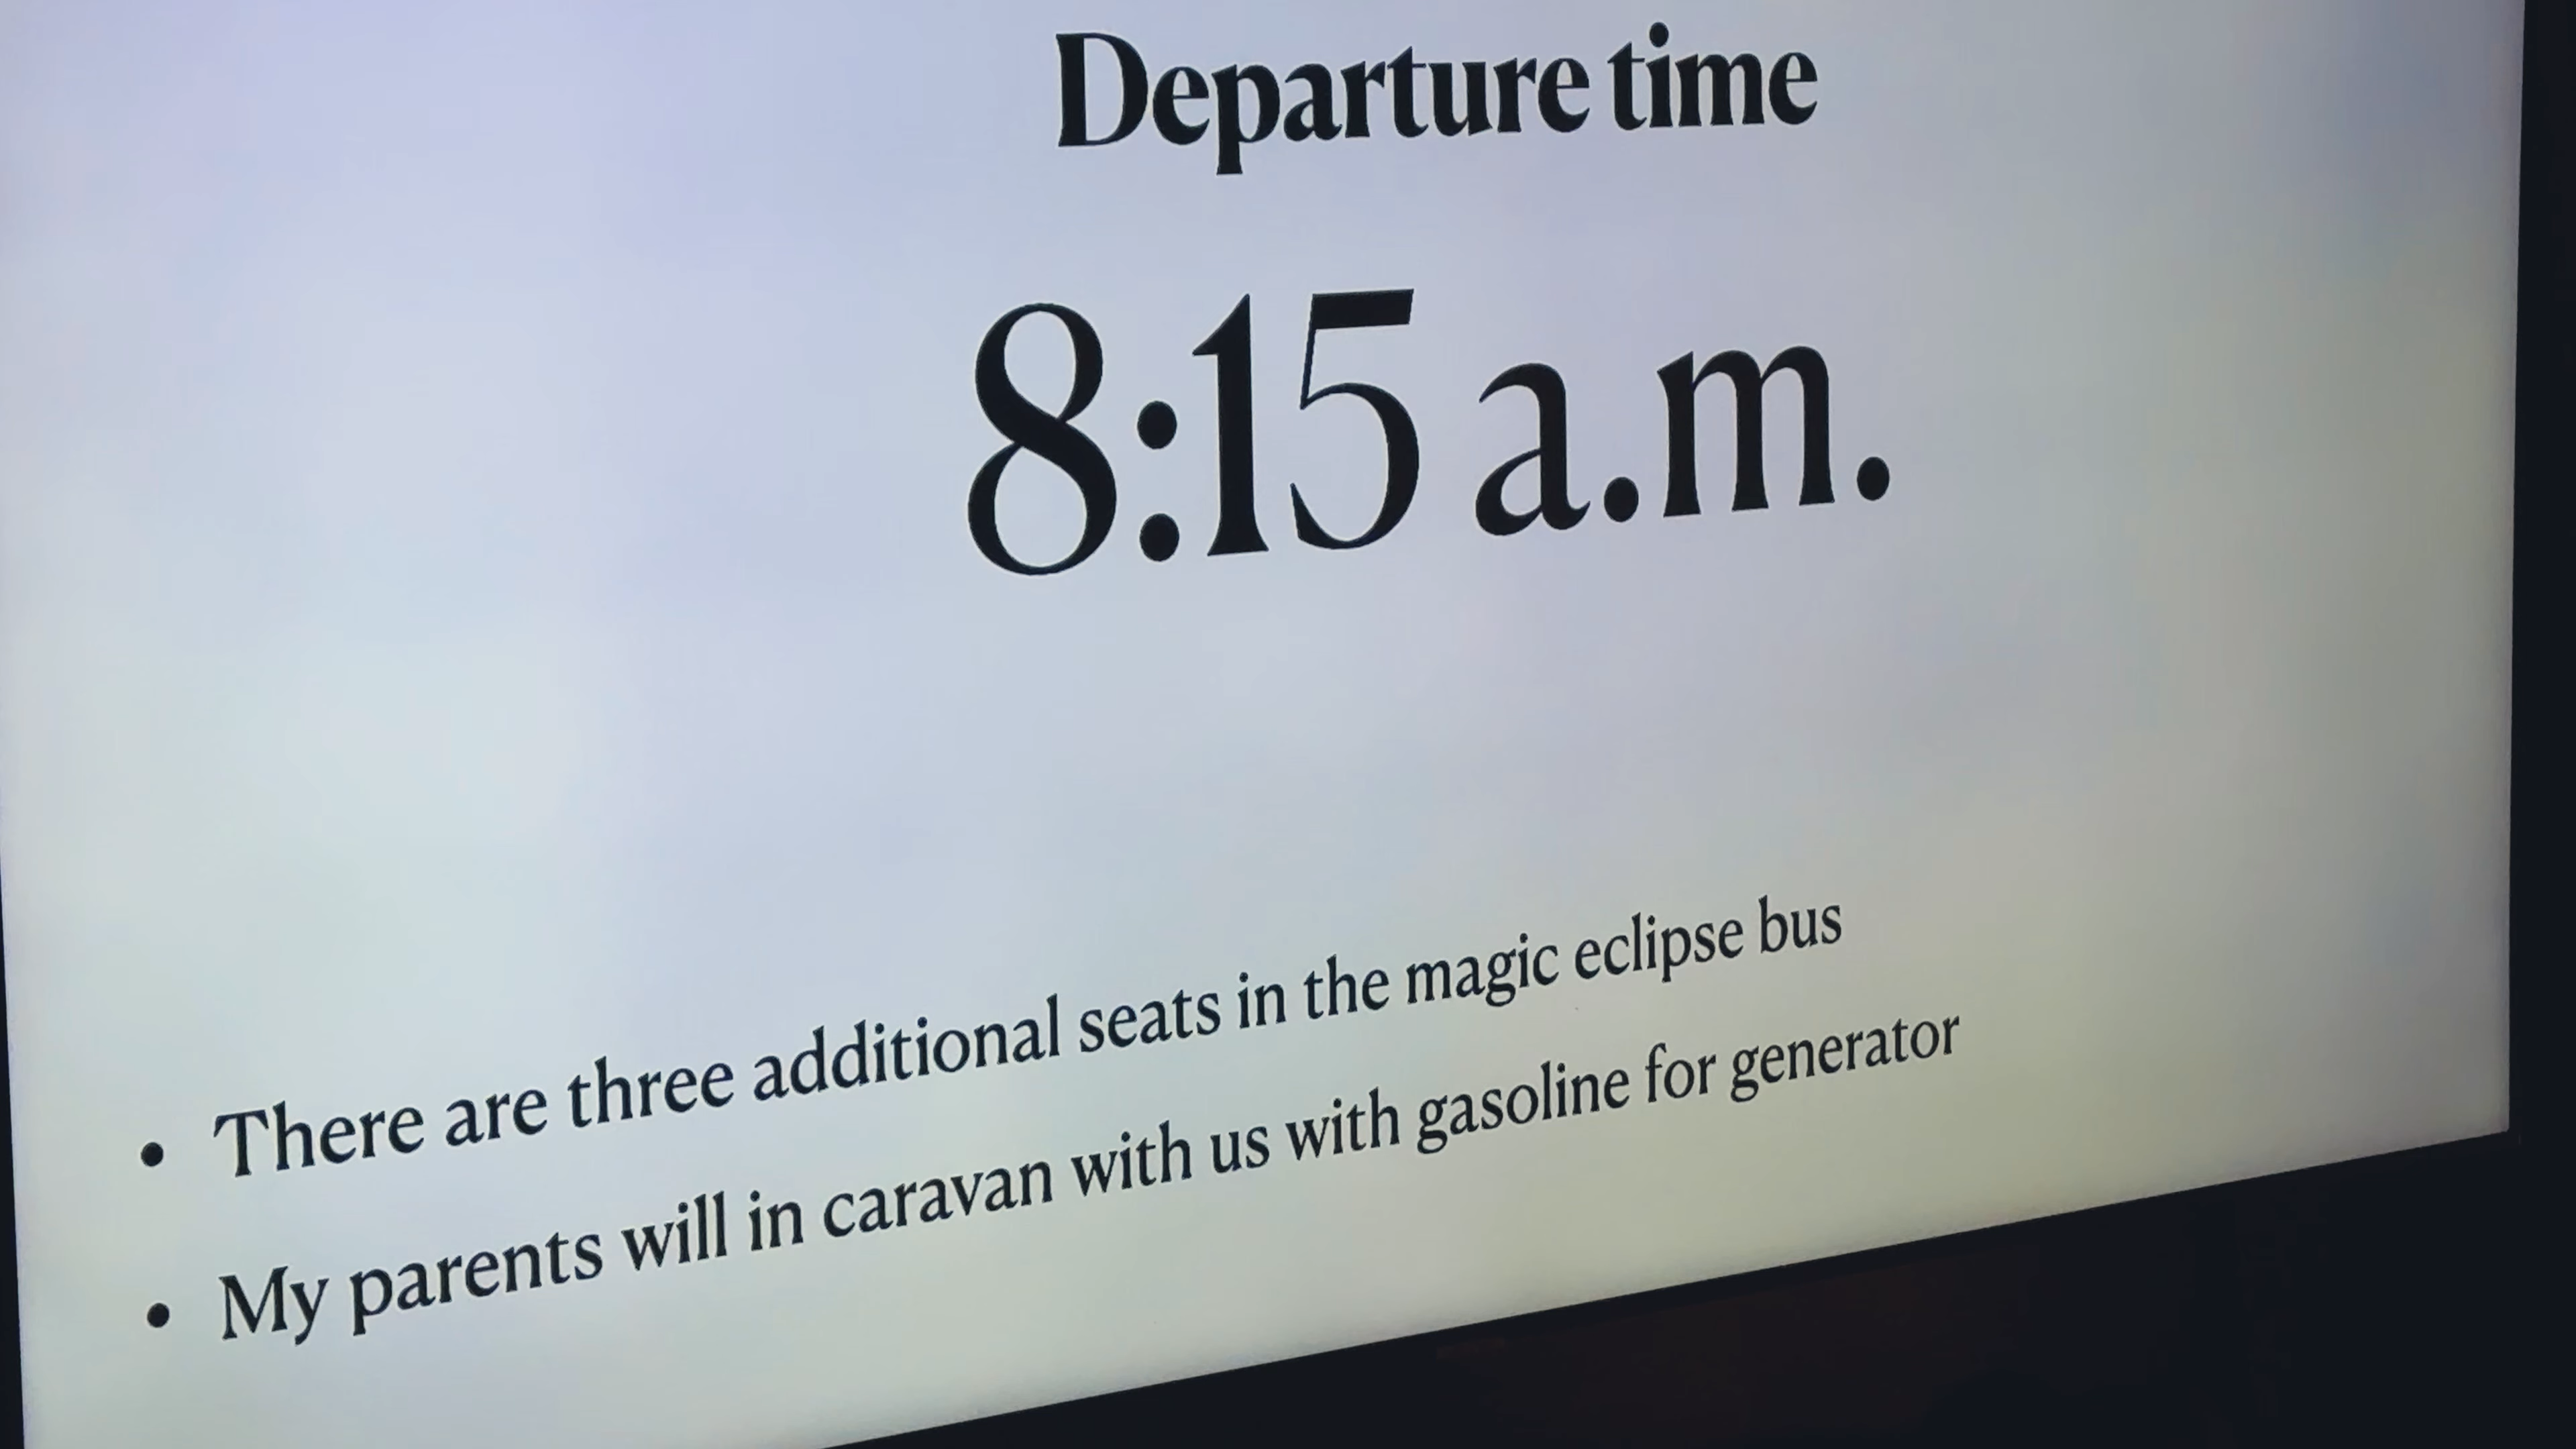 Departure time
8:15 a.m.
• There are three additional seats in the magic eclipse bus
• My parents will in caravan with us with gasoline for generator